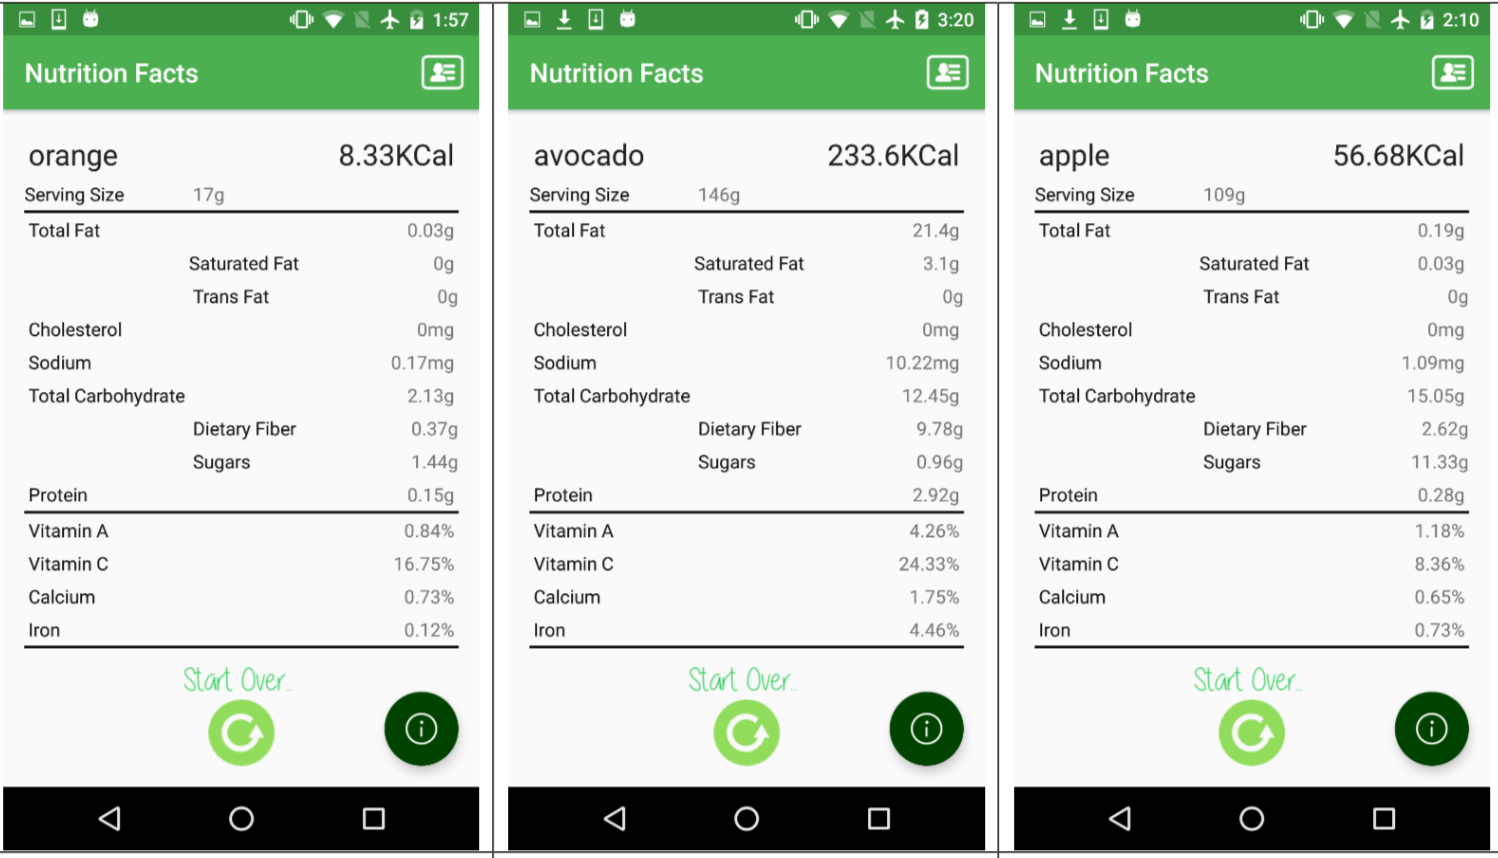 1:57
Nutrition Facts
orange 8.33KCal
Serving Size 17g
Total Fat 0.03g
Saturated Fat 0g
Trans Fat 0g
Cholesterol 0mg
Sodium 0.17mg
Total Carbohydrate 2.13g
Dietary Fiber 0.37g
Sugars 1.44g
Protein 0.15g
Vitamin A 0.84%
Vitamin C 16.75%
Calcium 0.73%
Iron 0.12%
Start Over...
3:20
Nutrition Facts
avocado 233.6KCal
Serving Size 146g
Total Fat 21.4g
Saturated Fat 3.1g
Trans Fat 0g
Cholesterol 0mg
Sodium 10.22mg
Total Carbohydrate 12.45g
Dietary Fiber 9.78g
Sugars 0.96g
Protein 2.92g
Vitamin A 4.26%
Vitamin C 24.33%
Calcium 1.75%
Iron 4.46%
Start Over...
2:10
Nutrition Facts
apple 56.68KCal
Serving Size 109g
Total Fat 0.19g
Saturated Fat 0.03g
Trans Fat 0g
Cholesterol 0mg
Sodium 1.09mg
Total Carbohydrate 15.05g
Dietary Fiber 2.62g
Sugars 11.33g
Protein 0.28g
Vitamin A 1.18%
Vitamin C 8.36%
Calcium 0.65%
Iron 0.73%
Start Over...